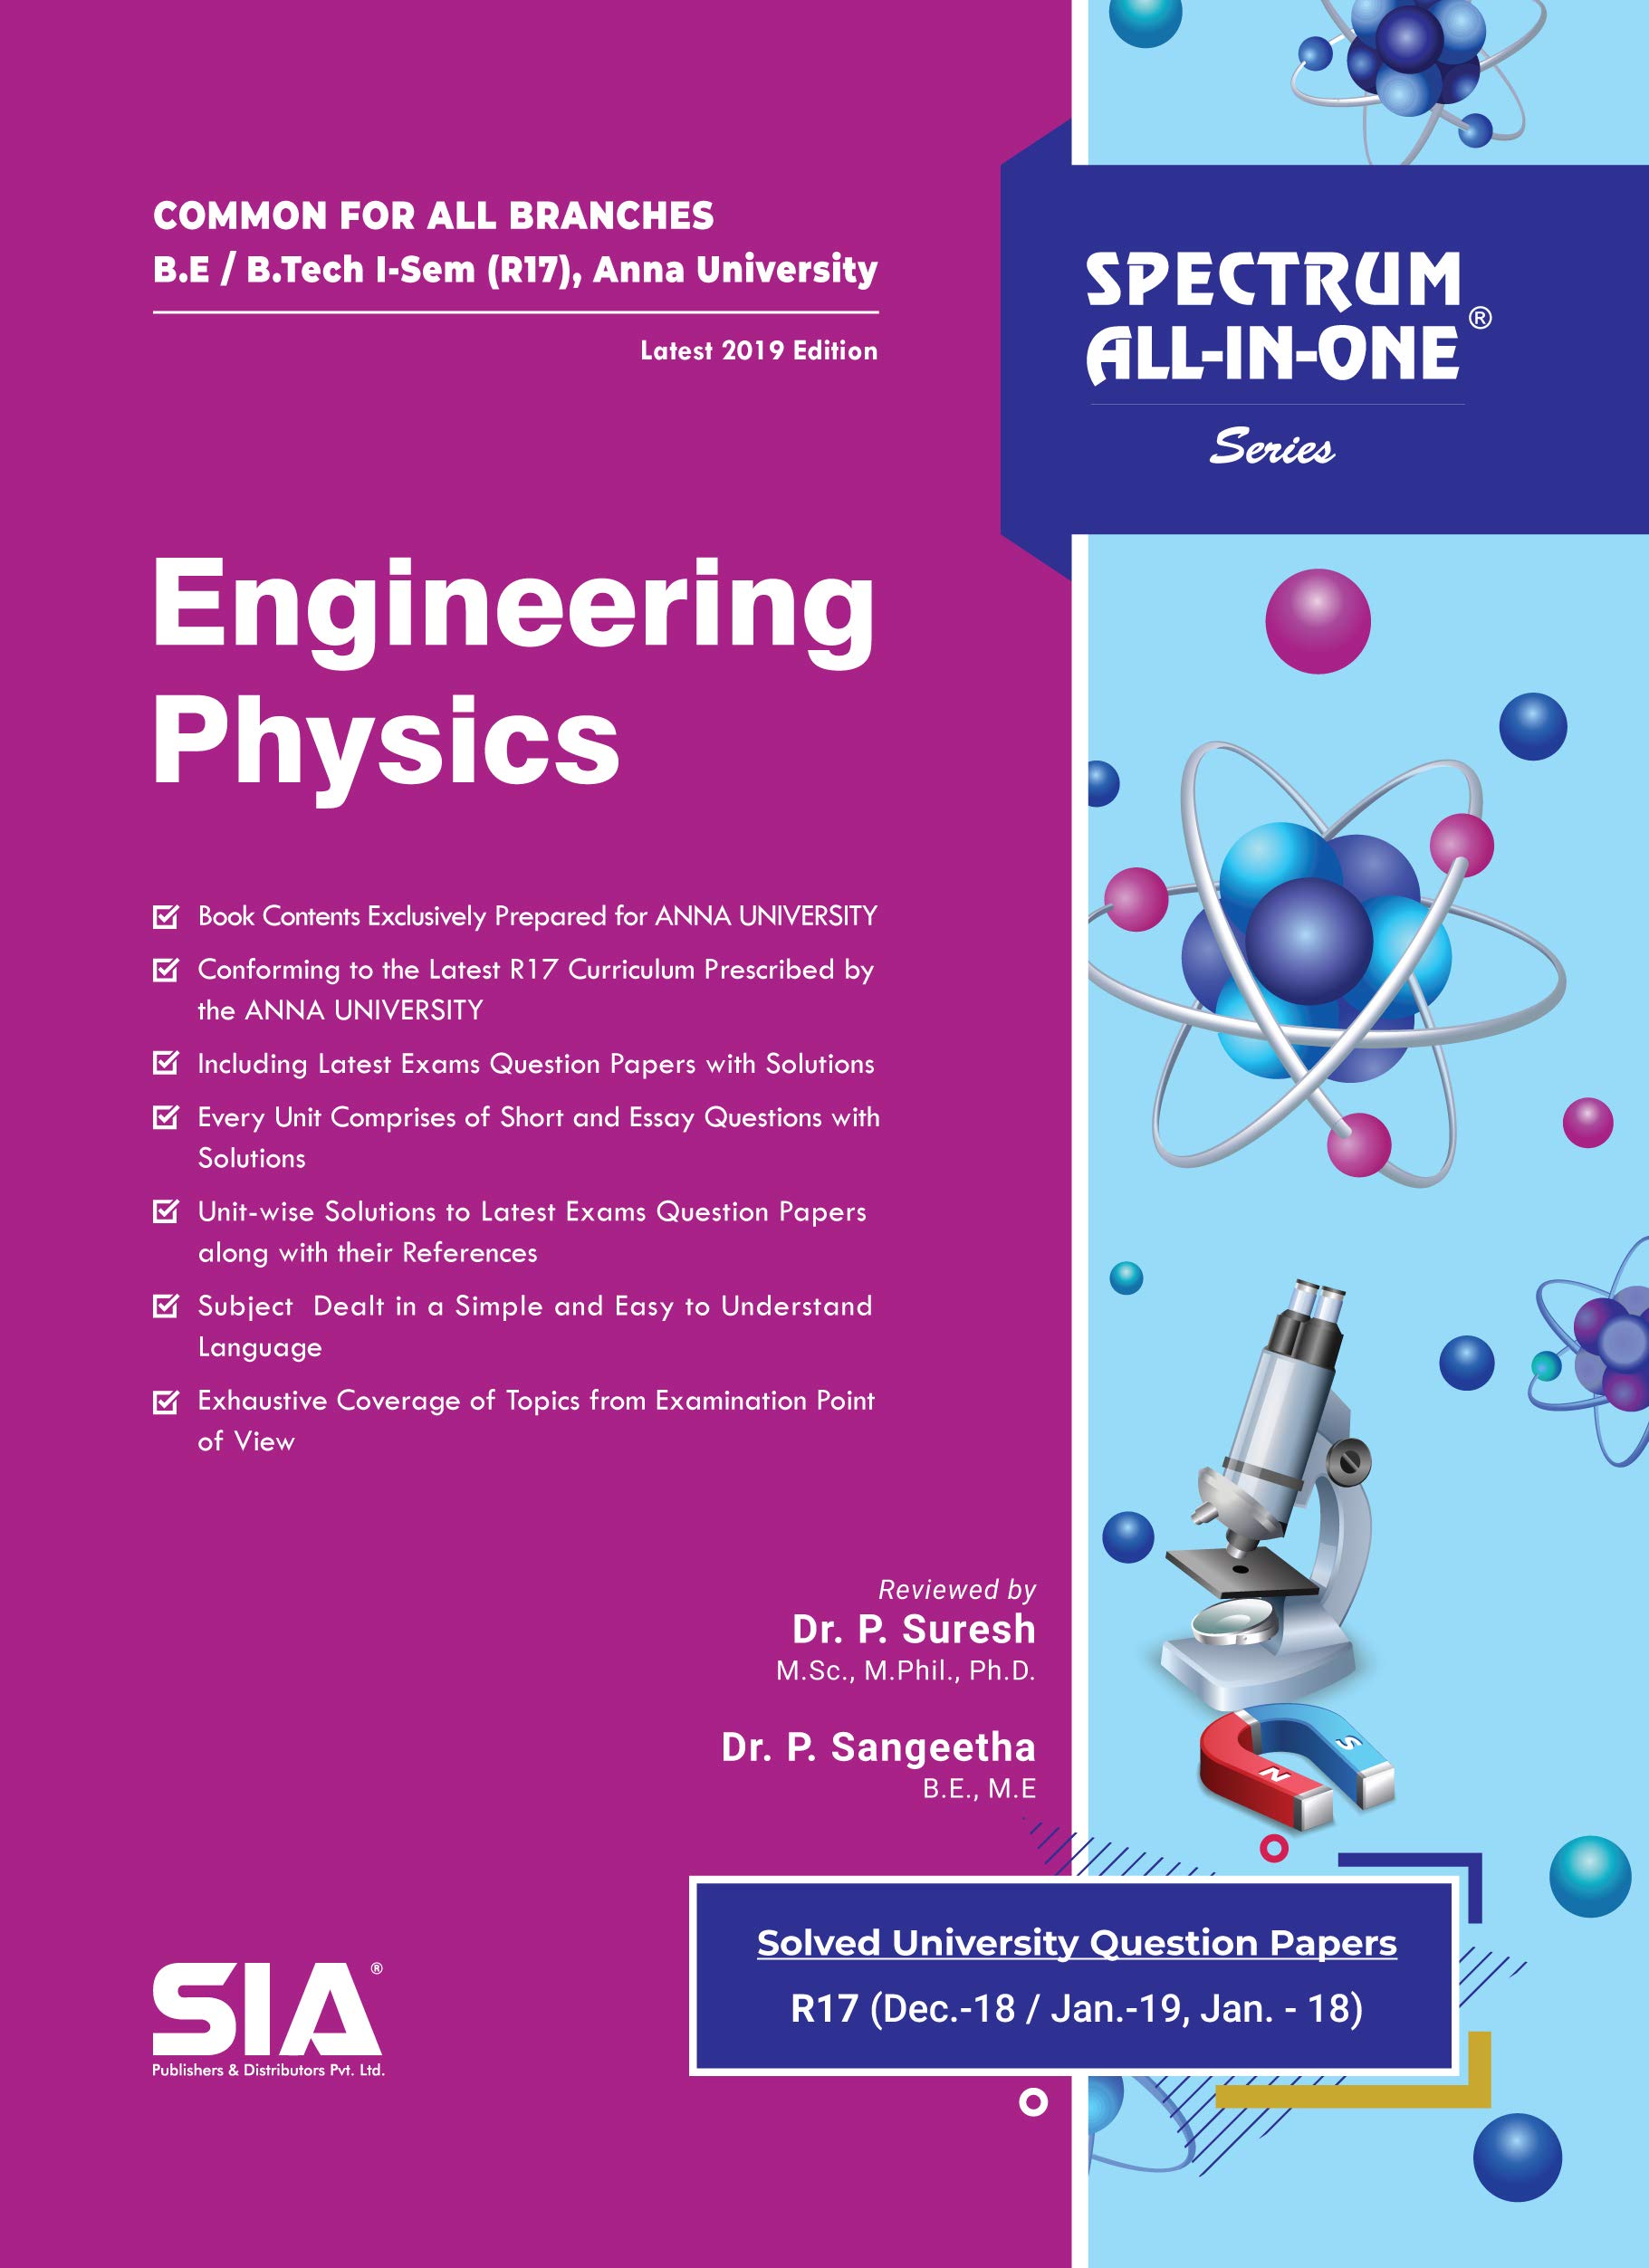 COMMON FOR ALL BRANCHES
B.E / B.Tech I-Sem (R17), Anna University
Latest 2019 Edition
SPECTRUM
ALL-IN-ONE®
Series
Engineering
Physics
Book Contents Exclusively Prepared for ANNA UNIVERSITY
Conforming to the Latest R17 Curriculum Prescribed by
the ANNA UNIVERSITY
Including Latest Exams Question Papers with Solutions
Every Unit Comprises of Short and Essay Questions with
Solutions
Unit-wise Solutions to Latest Exams Question Papers
along with their References
Subject Dealt in a Simple and Easy to Understand
Language
Exhaustive Coverage of Topics from Examination Point
of View
Reviewed by
Dr. P. Suresh
M.Sc., M.Phil., Ph.D.
Dr. P. Sangeetha
B.E., M.E
S
N
Solved University Question Papers
R17 (Dec.-18 / Jan.-19, Jan. - 18)
SIA®
Publishers & Distributors Pvt. Ltd.